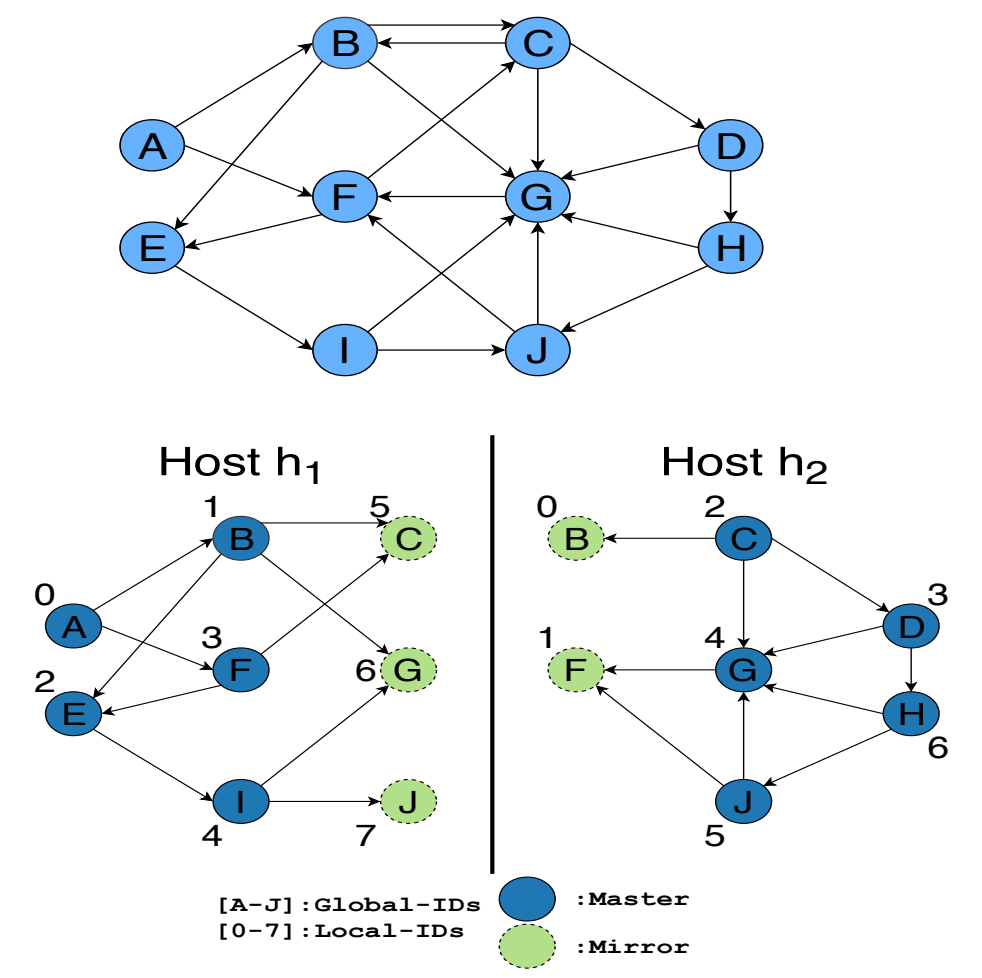 B C
A D
F G
E H
I J
Host h1 Host h2
1 5 0 2
B C B C
0 3
A D
3 1 4
F 6 G F G
2
E H
6
I J J
4 7 5
[A-J]:Global-IDs :Master
[0-7]:Local-IDs
:Mirror